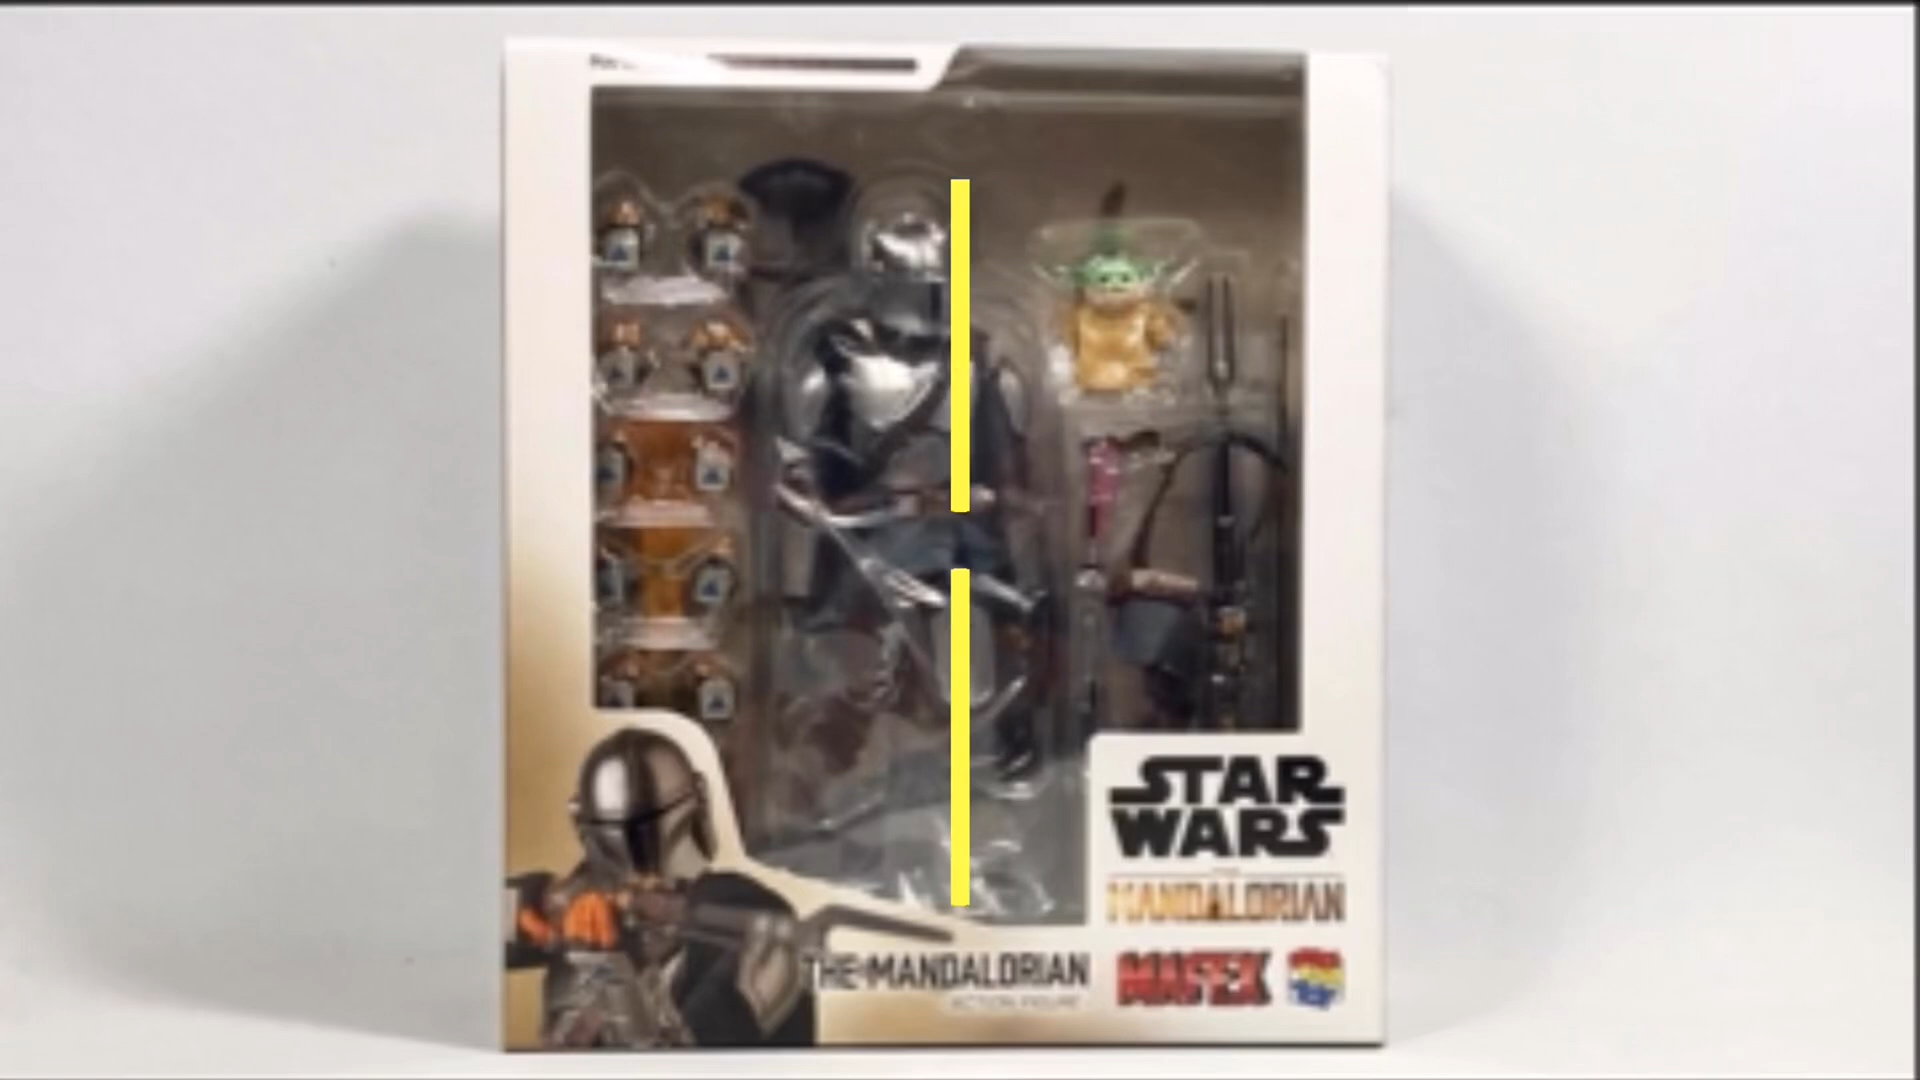 STAR
WARS
MANDALORIAN
THE MANDALORIAN
ACTION FIGURE
MAFEX